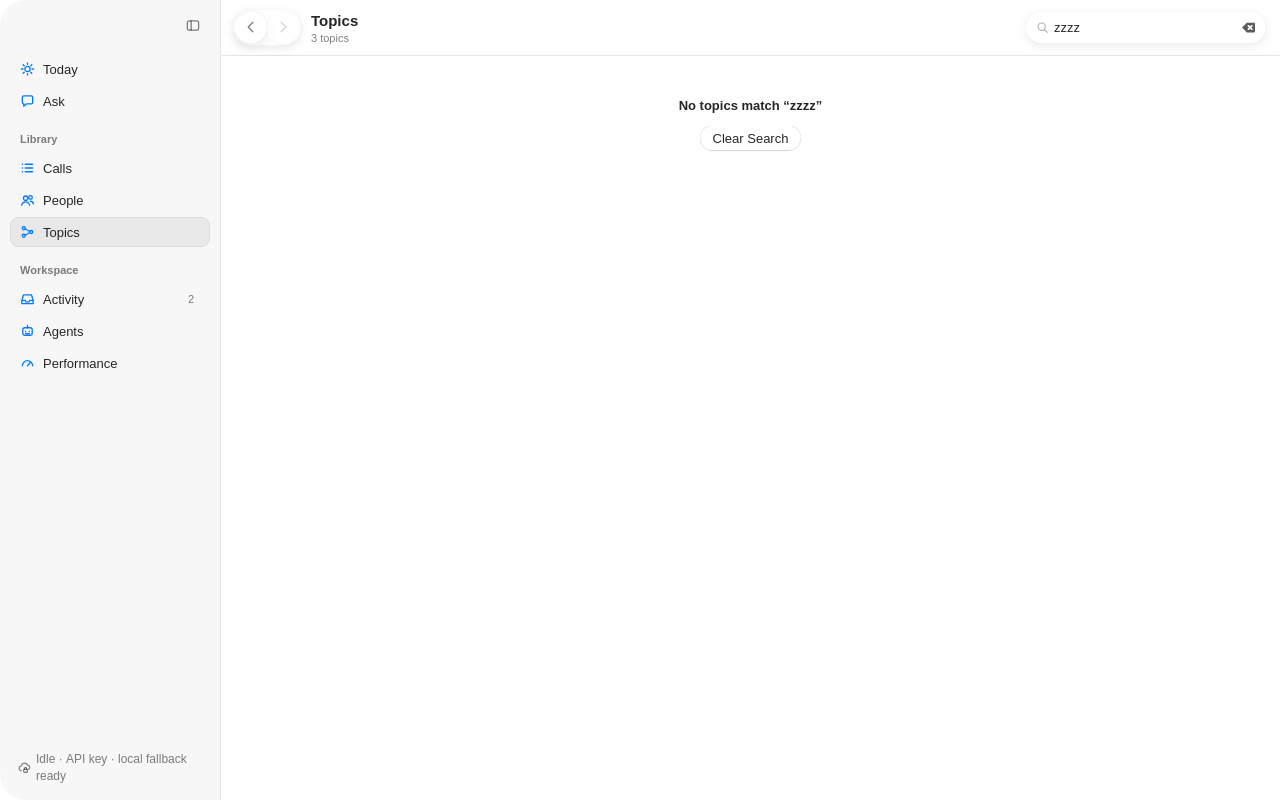 Today
Ask
Library
Calls
People
Topics
Workspace
Activity 2
Agents
Performance
Idle · API key · local fallback
ready
Topics
3 topics
zzzz
No topics match “zzzz”
Clear Search